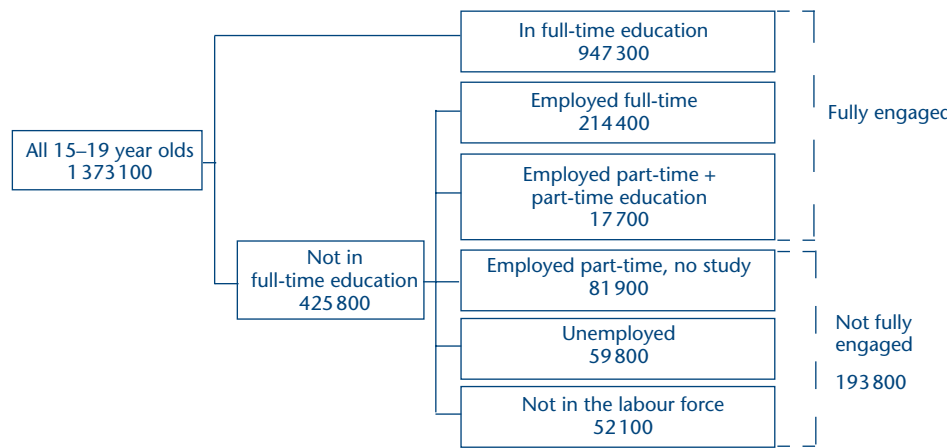 In full-time education
947 300
Employed full-time
214 400
Fully engaged
All 15–19 year olds
1 373 100
Employed part-time +
part-time education
17 700
Not in
full-time education
425 800
Employed part-time, no study
81 900
Unemployed
59 800
Not fully
engaged
193 800
Not in the labour force
52 100